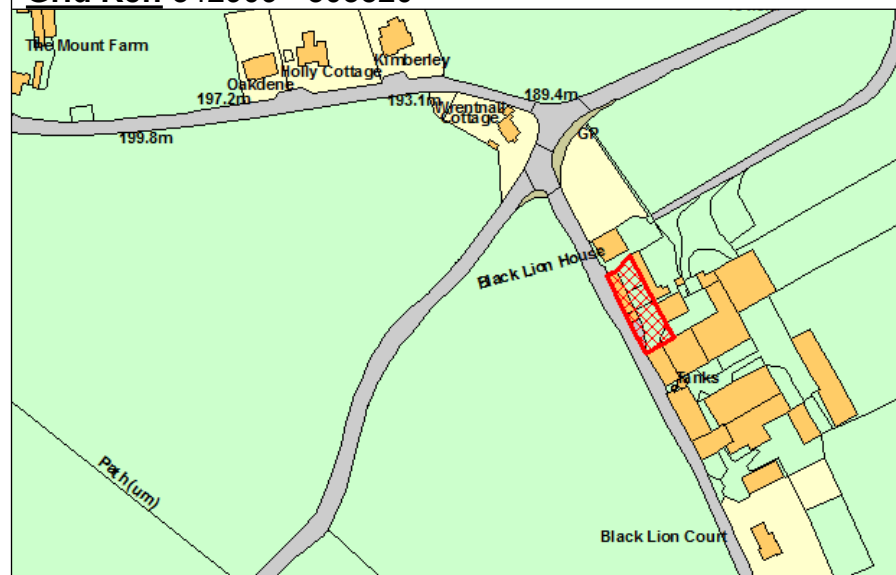 The Mount Farm
Kimberley
Holly Cottage
Oakdene
197.2m
193.1m
189.4m
Wrentnall
Cottage
199.8m
GP
Black Lion House
Tanks
Path (um)
Black Lion Court